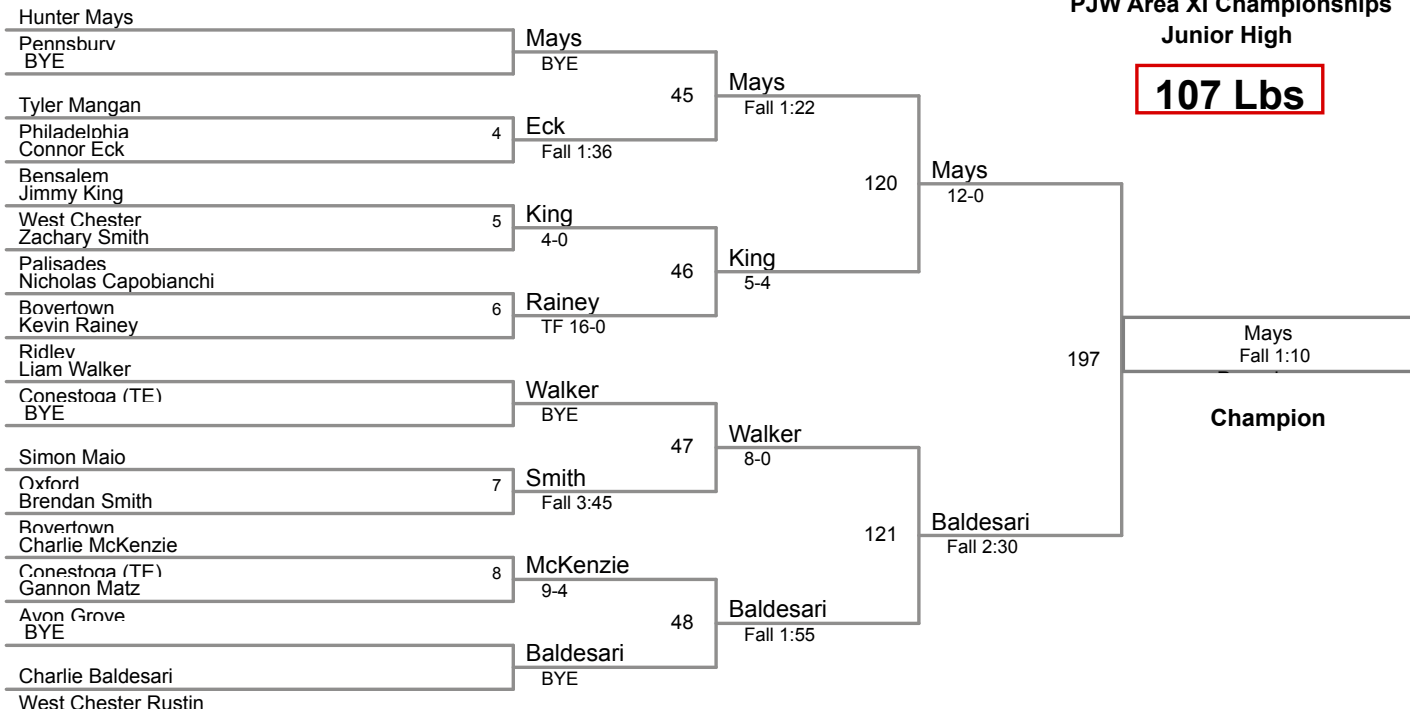 PJW Area XI Championships
Junior High
107 Lbs
Hunter Mays
Pennsbury
BYE
Tyler Mangan
Philadelphia
Connor Eck
Bensalem
Jimmy King
West Chester
Zachary Smith
Palisades
Nicholas Capobianchi
Boyertown
Kevin Rainey
Ridley
Liam Walker
Conestoga (TE)
BYE
Simon Maio
Oxford
Brendan Smith
Boyertown
Charlie McKenzie
Conestoga (TE)
Gannon Matz
Avon Grove
BYE
Charlie Baldesari
West Chester Rustin
4
5
6
7
8
Mays
BYE
Eck
Fall 1:36
King
4-0
Rainey
TF 16-0
Walker
BYE
Smith
Fall 3:45
McKenzie
9-4
Baldesari
BYE
45
46
47
48
Mays
Fall 1:22
King
5-4
Walker
8-0
Baldesari
Fall 1:55
120
121
Mays
12-0
Baldesari
Fall 2:30
197
Mays
Fall 1:10
Champion